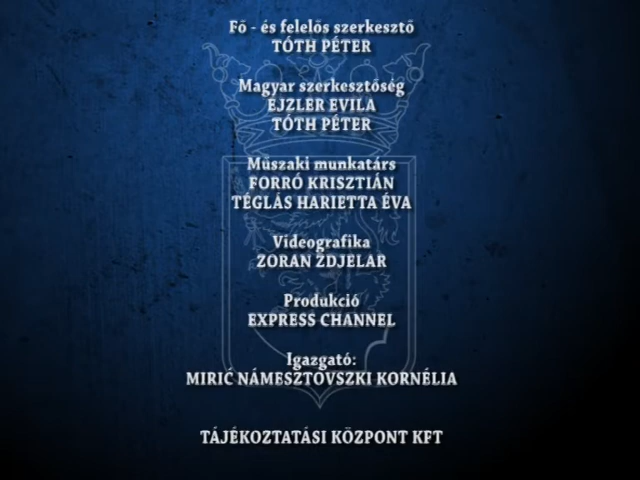 Fő - és felelős szerkesztő
TÓTH PÉTER
Magyar szerkesztőség
EJZLER EVILA
TÓTH PÉTER
Műszaki munkatárs
FORRÓ KRISZTIÁN
TÉGLÁS HARIETTA ÉVA
Videografika
ZORAN ZDJELAR
Produkció
EXPRESS CHANNEL
Igazgató:
MIRIĆ NÁMESZTOVSZKI KORNÉLIA
TÁJÉKOZTATÁSI KÖZPONT KFT